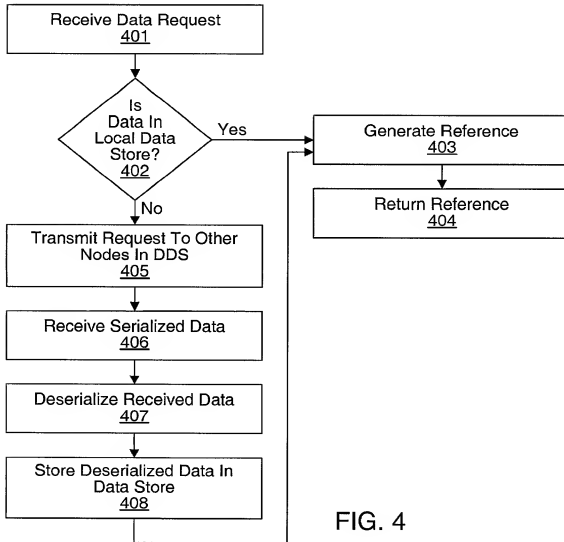 Receive Data Request
401
Is
Data In
Local Data
Store?
402
Yes
No
Generate Reference
403
Return Reference
404
Transmit Request To Other
Nodes In DDS
405
Receive Serialized Data
406
Deserialize Received Data
407
Store Deserialized Data In
Data Store
408
FIG. 4